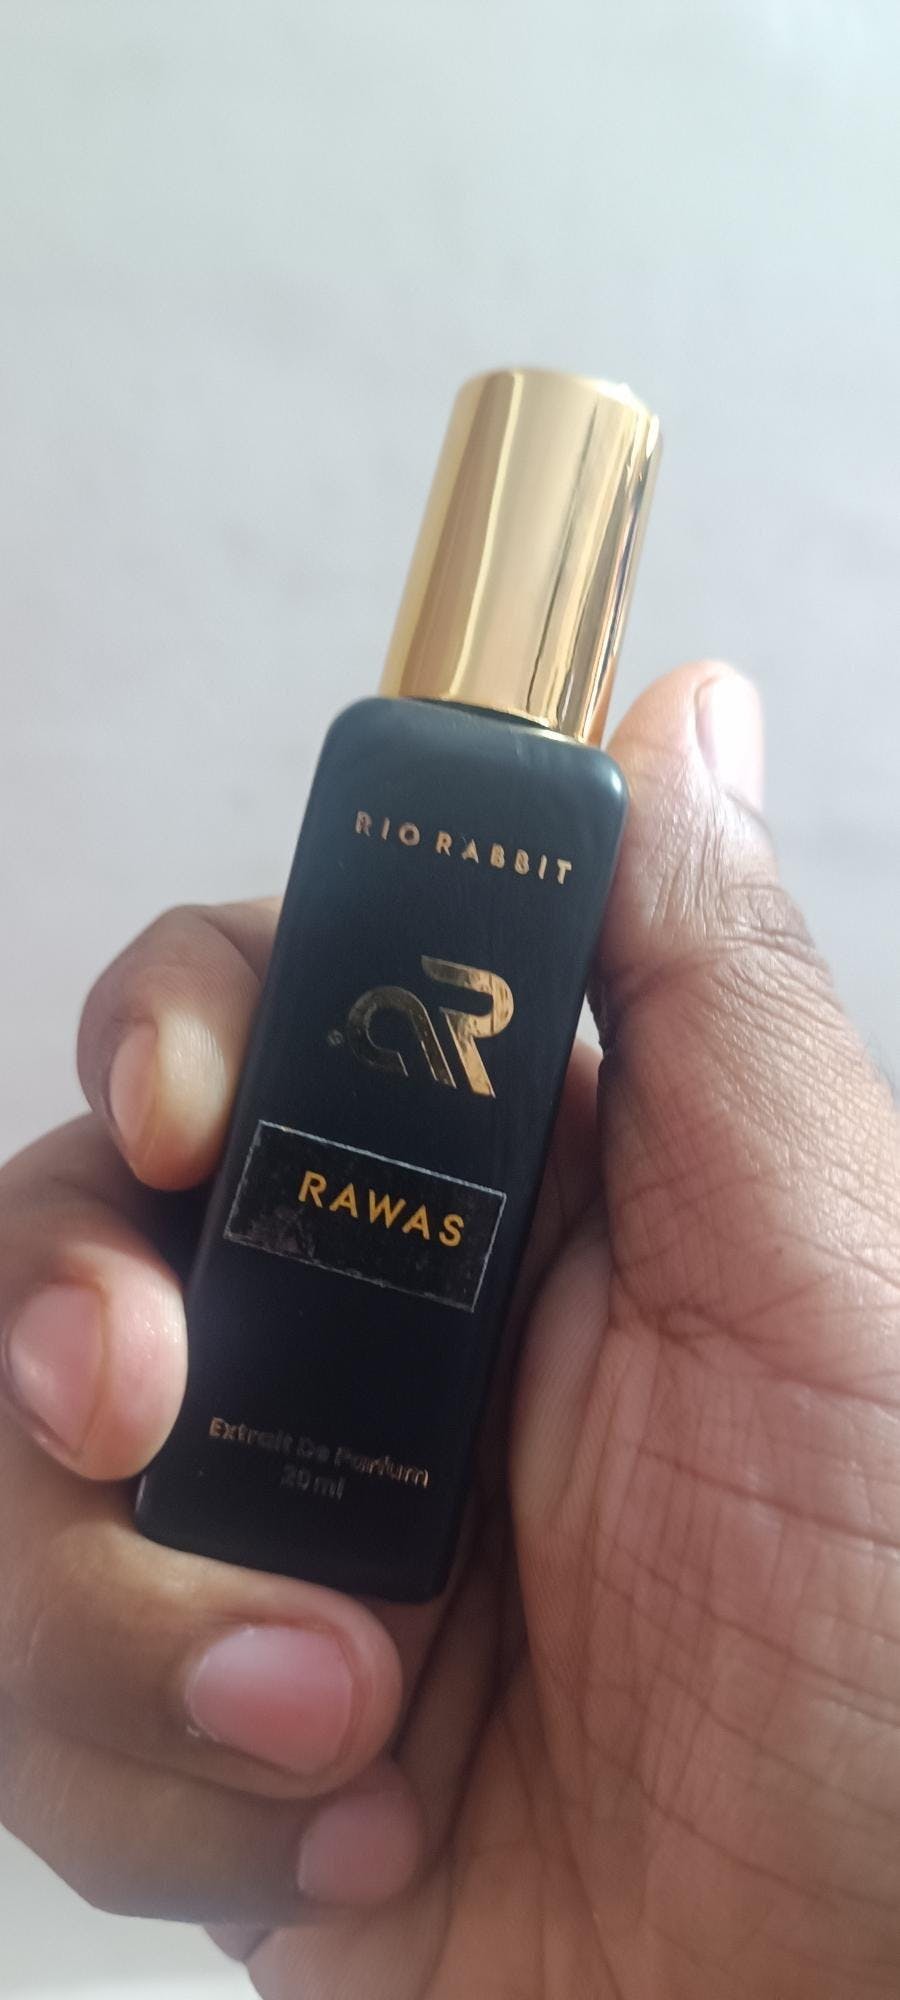 RIO RABBIT
RAWAS
Extrait De Parfum
20 ml